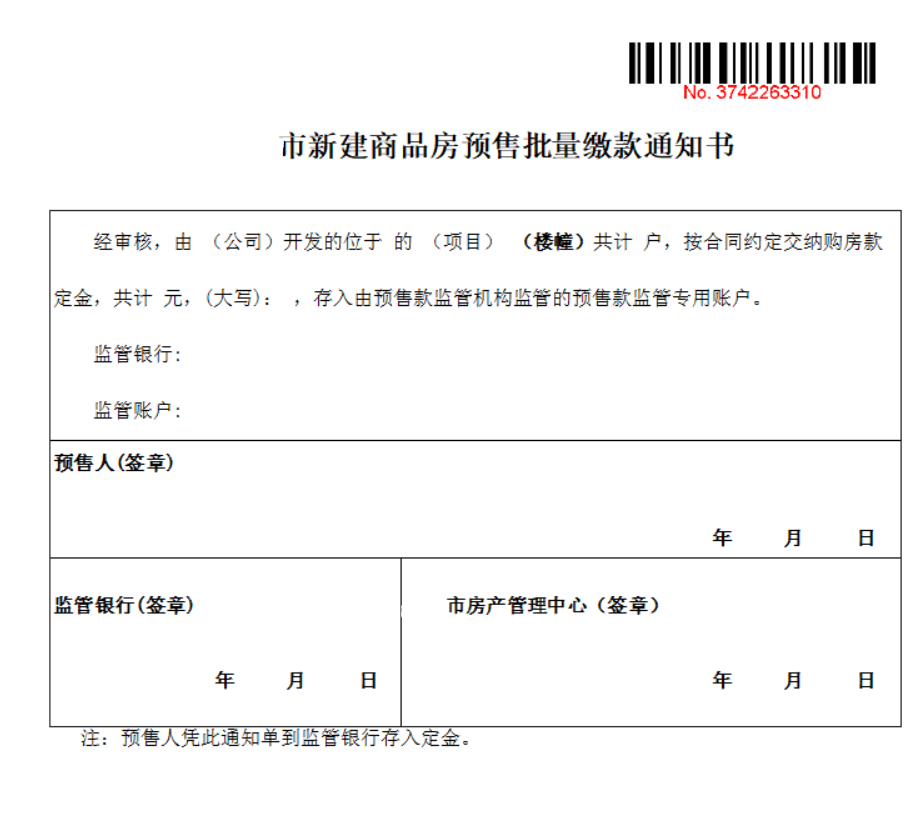 No. 3742263310
市新建商品房预售批量缴款通知书
经审核，由 （公司）开发的位于 的 （项目） （楼幢）共计 户，按合同约定交纳购房款
定金，共计 元，(大写)： ，存入由预售款监管机构监管的预售款监管专用账户。
监管银行:
监管账户:
预售人(签章)
年 月 日
监管银行(签章) 市房产管理中心（签章）
年 月 日 年 月 日
注：预售人凭此通知单到监管银行存入定金。